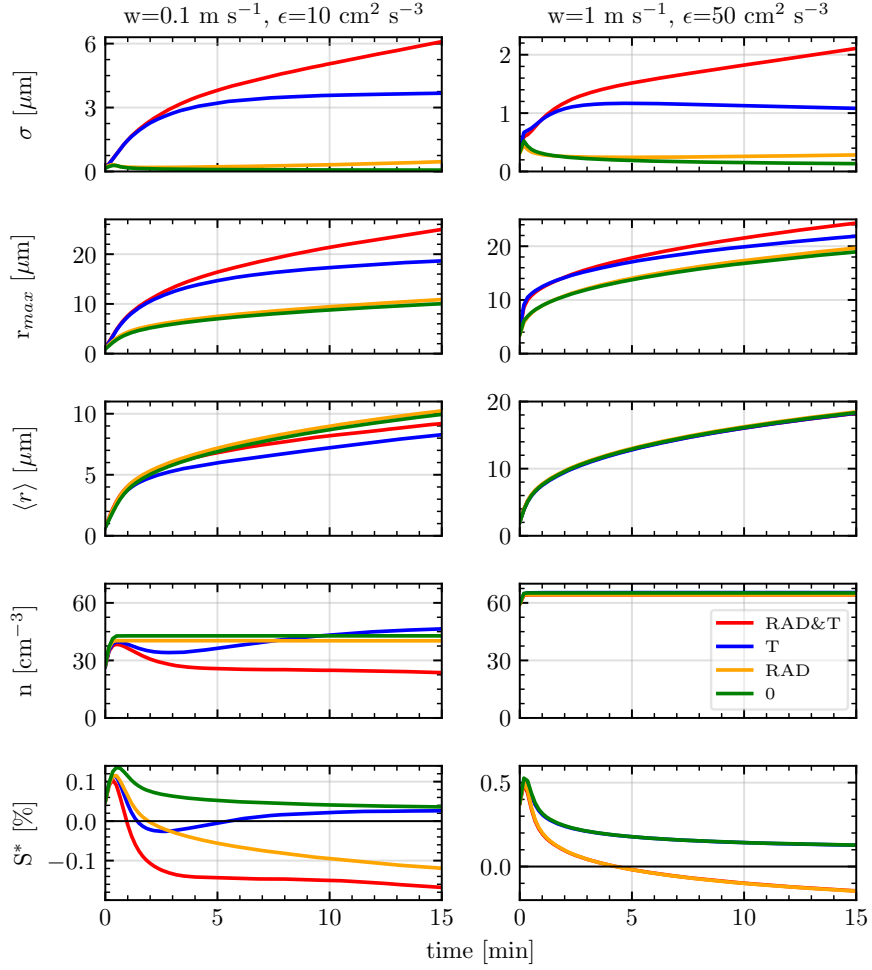 w=0.1 m s⁻¹, ϵ=10 cm² s⁻³
w=1 m s⁻¹, ϵ=50 cm² s⁻³
σ [μm]
6
3
0
2
1
0
r_max [μm]
20
10
0
20
10
0
⟨r⟩ [μm]
10
5
0
20
10
0
n [cm⁻³]
60
30
0
60
30
0
RAD&T
T
RAD
0
S* [%]
0.1
0.0
−0.1
0.5
0.0
0 5 10 15
0 5 10 15
time [min]